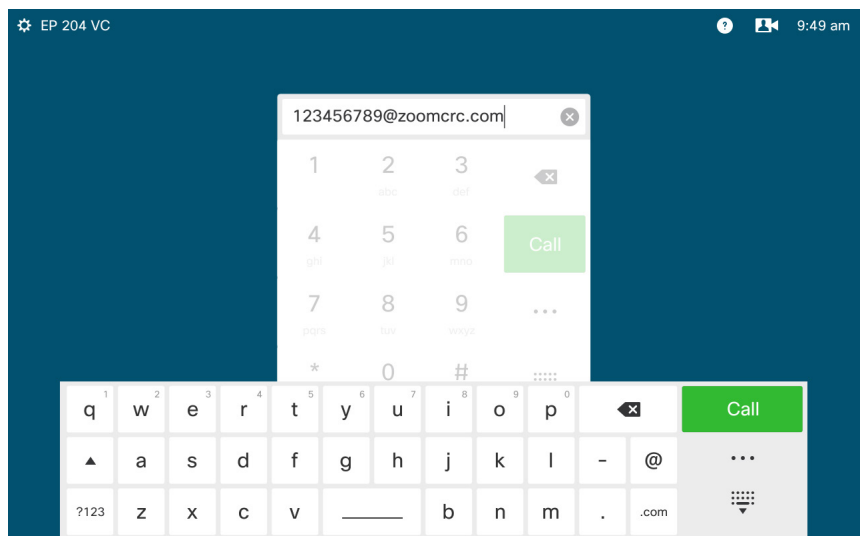 EP 204 VC ? 9:49 am
123456789@zoomcrc.com
1 2 3
abc def
4 5 6 Call
ghi jkl mno
7 8 9 ...
pqrs tuv wxyz
* 0 #
1 2 3 4 5 6 7 8 9 0
q w e r t y u i o p Call
a s d f g h j k l - @ ...
?123 z x c v b n m . .com